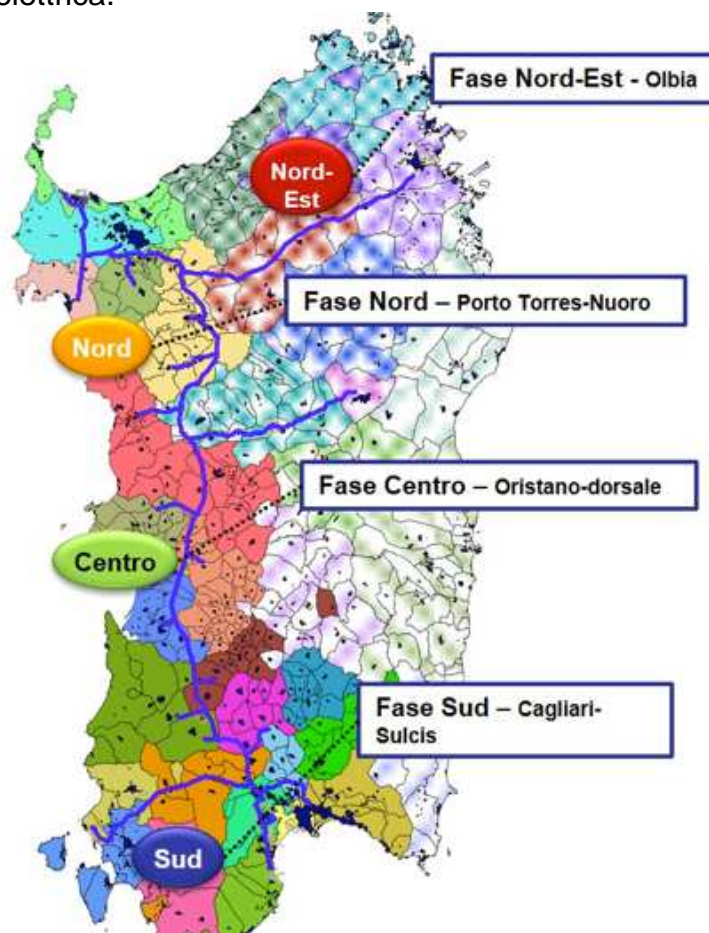 Fase Nord-Est - Olbia
Nord-
Est
Fase Nord – Porto Torres-Nuoro
Nord
Fase Centro – Oristano-dorsale
Centro
Fase Sud – Cagliari-
Sulcis
Sud